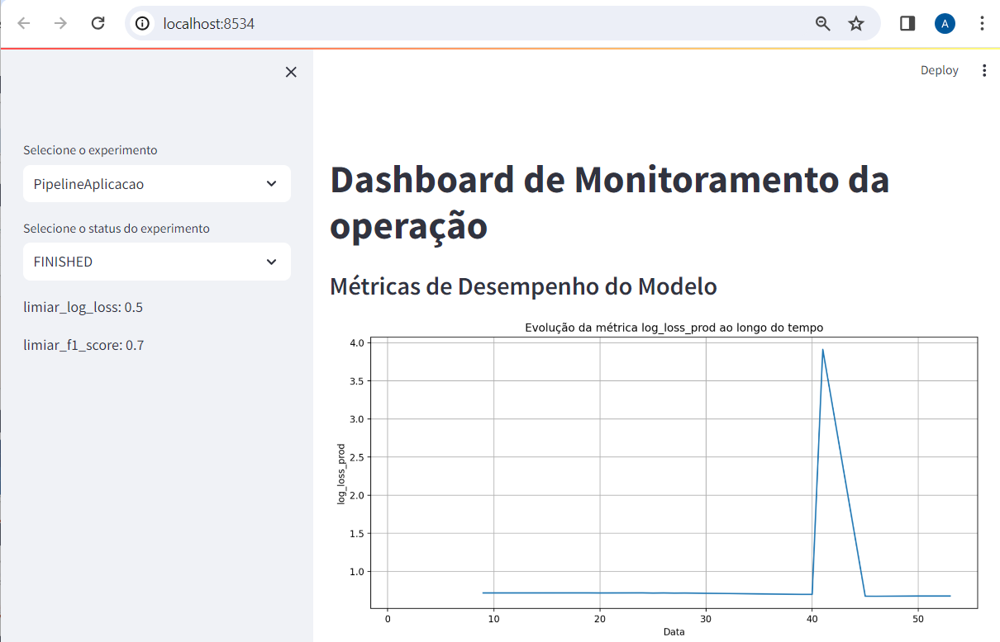 localhost:8534
A
Deploy
Selecione o experimento
PipelineAplicacao
Selecione o status do experimento
FINISHED
limiar_log_loss: 0.5
limiar_f1_score: 0.7
Dashboard de Monitoramento da
operação
Métricas de Desempenho do Modelo
Evolução da métrica log_loss_prod ao longo do tempo
4.0
3.5
3.0
2.5
2.0
1.5
1.0
log_loss_prod
0 10 20 30 40 50
Data